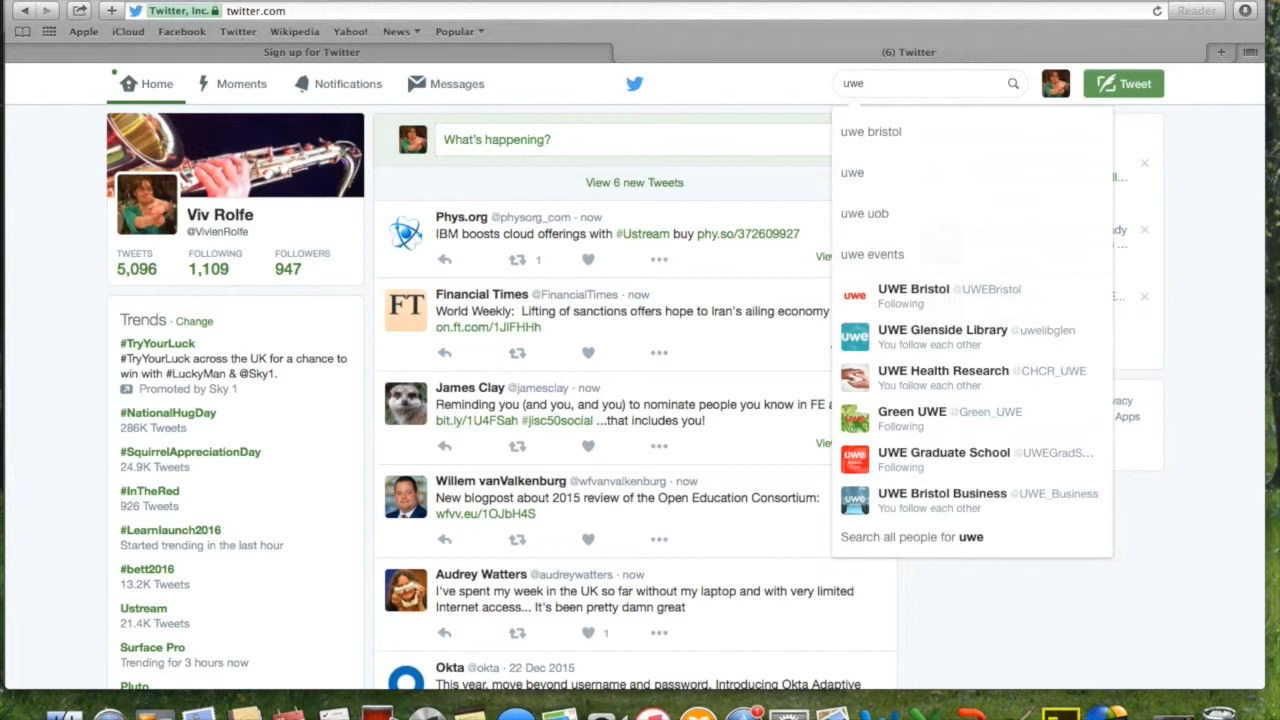 Twitter, Inc. twitter.com
Reader
Apple iCloud Facebook Twitter Wikipedia Yahoo! News Popular
Sign up for Twitter
(6) Twitter
Home Moments Notifications Messages
uwe
Tweet
Viv Rolfe
@VivienRolfe
TWEETS FOLLOWING FOLLOWERS
5,096 1,109 947
Trends · Change
#TryYourLuck
#TryYourLuck across the UK for a chance to
win with #LuckyMan & @Sky1.
Promoted by Sky 1
#NationalHugDay
286K Tweets
#SquirrelAppreciationDay
24.9K Tweets
#InTheRed
926 Tweets
#Learnlaunch2016
Started trending in the last hour
#bett2016
13.2K Tweets
Ustream
21.4K Tweets
Surface Pro
Trending for 3 hours now
Pluto
What's happening?
View 6 new Tweets
Phys.org @physorg_com · now
IBM boosts cloud offerings with #Ustream buy phy.so/372609927
1
FT
Financial Times @FinancialTimes · now
World Weekly: Lifting of sanctions offers hope to Iran's ailing economy
on.ft.com/1JIFHHh
James Clay @jamesclay · now
Reminding you (and you, and you) to nominate people you know in FE
bit.ly/1U4FSah #jisc50social ...that includes you!
Willem vanValkenburg @wfvanvalkenburg · now
New blogpost about 2015 review of the Open Education Consortium:
wfvv.eu/1OJbH4S
Audrey Watters @audreywatters · now
I've spent my week in the UK so far without my laptop and with very limited
Internet access... It's been pretty damn great
1
Okta @okta · 22 Dec 2015
This year, move beyond username and password. Introducing Okta Adaptive
uwe bristol
uwe
uwe uob
uwe events
uwe
UWE Bristol @UWEBristol
Following
uwe
UWE Glenside Library @uwelibglen
You follow each other
UWE Health Research @CHCR_UWE
You follow each other
Green UWE @Green_UWE
Following
uwe
UWE Graduate School @UWEGradS...
Following
uwe
UWE Bristol Business @UWE_Business
You follow each other
Search all people for uwe
Apps